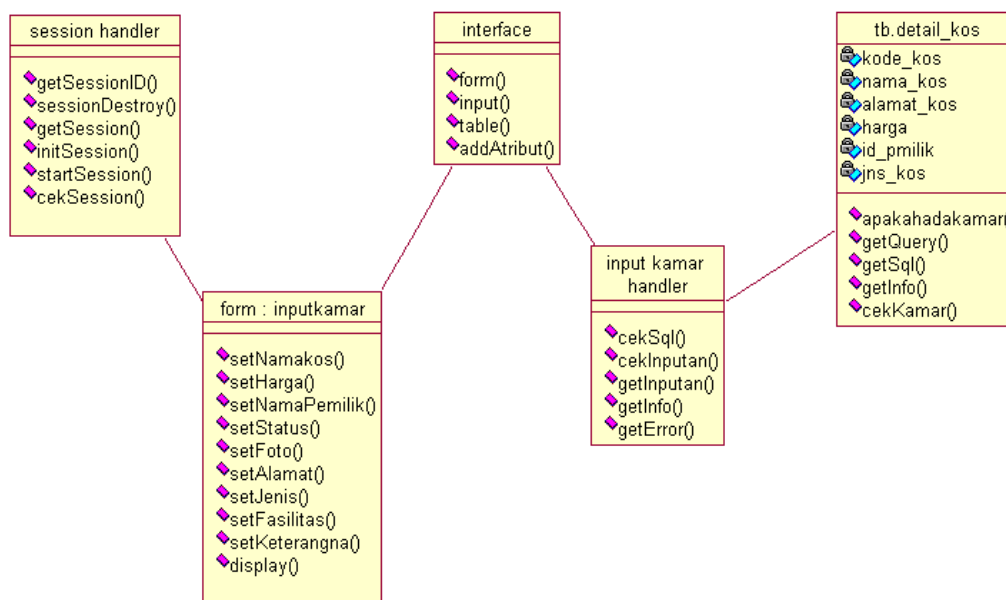 session handler
getSessionID()
sessionDestroy()
getSession()
initSession()
startSession()
cekSession()
interface
form()
input()
table()
addAtribut()
tb.detail_kos
kode_kos
nama_kos
alamat_kos
harga
id_pmilik
jns_kos
apakahadakamar(
getQuery()
getSql()
getInfo()
cekKamar()
form : inputkamar
setNamakos()
setHarga()
setNamaPemilik()
setStatus()
setFoto()
setAlamat()
setJenis()
setFasilitas()
setKeterangna()
display()
input kamar
handler
cekSql()
cekInputan()
getInputan()
getInfo()
getError()